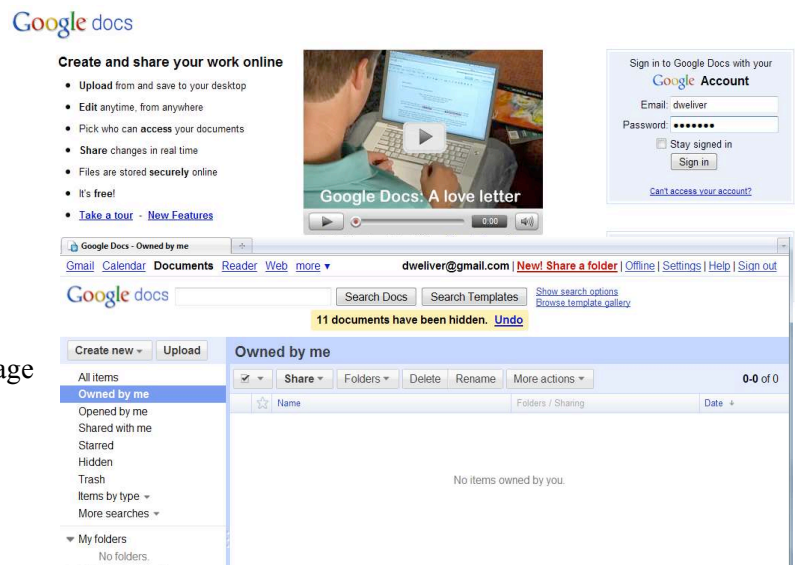 Google docs
Create and share your work online
• Upload from and save to your desktop
• Edit anytime, from anywhere
• Pick who can access your documents
• Share changes in real time
• Files are stored securely online
• It's free!
• Take a tour - New Features
Google Docs: A love letter
0:00
Sign in to Google Docs with your
Google Account
Email: dweliver
Password: •••••••
Stay signed in
Sign in
Can't access your account?
Google Docs - Owned by me
Gmail Calendar Documents Reader Web more ▾ dweliver@gmail.com | New! Share a folder | Offline | Settings | Help | Sign out
Google docs Search Docs Search Templates Show search options
Browse template gallery
11 documents have been hidden. Undo
age
Create new ▾ Upload
All items
Owned by me
Opened by me
Shared with me
Starred
Hidden
Trash
Items by type ▾
More searches ▾
▾ My folders
No folders.
Owned by me
Share ▾ Folders ▾ Delete Rename More actions ▾ 0-0 of 0
Name Folders / Sharing Date +
No items owned by you.